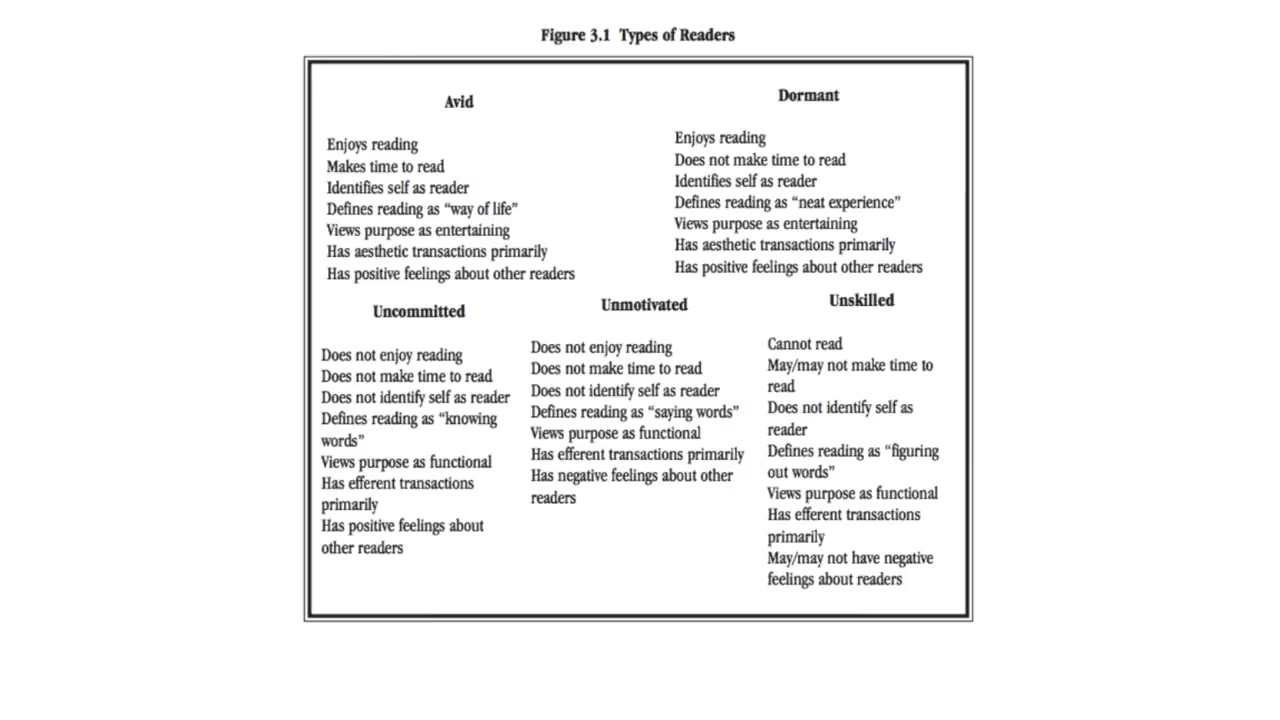 Figure 3.1 Types of Readers
Avid
Enjoys reading
Makes time to read
Identifies self as reader
Defines reading as “way of life”
Views purpose as entertaining
Has aesthetic transactions primarily
Has positive feelings about other readers
Dormant
Enjoys reading
Does not make time to read
Identifies self as reader
Defines reading as “neat experience”
Views purpose as entertaining
Has aesthetic transactions primarily
Has positive feelings about other readers
Uncommitted
Does not enjoy reading
Does not make time to read
Does not identify self as reader
Defines reading as “knowing
words”
Views purpose as functional
Has efferent transactions
primarily
Has positive feelings about
other readers
Unmotivated
Does not enjoy reading
Does not make time to read
Does not identify self as reader
Defines reading as “saying words”
Views purpose as functional
Has efferent transactions primarily
Has negative feelings about other
readers
Unskilled
Cannot read
May/may not make time to
read
Does not identify self as
reader
Defines reading as “figuring
out words”
Views purpose as functional
Has efferent transactions
primarily
May/may not have negative
feelings about readers